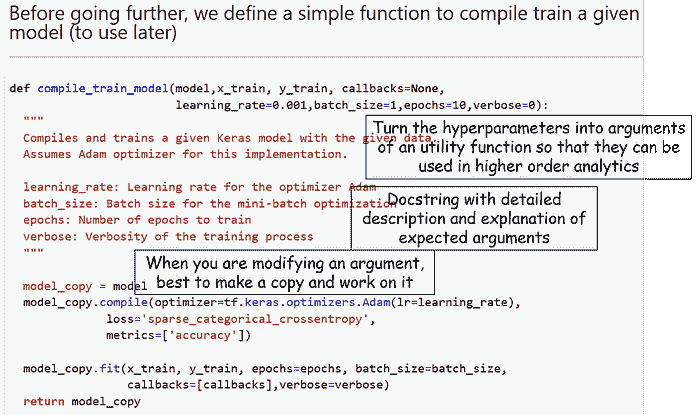 Before going further, we define a simple function to compile train a given
model (to use later)
def compile_train_model(model,x_train, y_train, callbacks=None,
learning_rate=0.001,batch_size=1,epochs=10,verbose=0):
"""
Compiles and trains a given Keras model with the given data
Assumes Adam optimizer for this implementation.
Turn the hyperparameters into arguments
of an utility function so that they can be
used in higher order analytics
learning_rate: Learning rate for the optimizer Adam
batch_size: Batch size for the mini-batch optimization
epochs: Number of epochs to train
verbose: Verbosity of the training process
"""
Docstring with detailed
description and explanation of
expected arguments
When you are modifying an argument,
best to make a copy and work on it
model_copy = model
model_copy.compile(optimizer=tf.keras.optimizers.Adam(lr=learning_rate),
loss='sparse_categorical_crossentropy',
metrics=['accuracy'])
model_copy.fit(x_train, y_train, epochs=epochs, batch_size=batch_size,
callbacks=[callbacks],verbose=verbose)
return model_copy